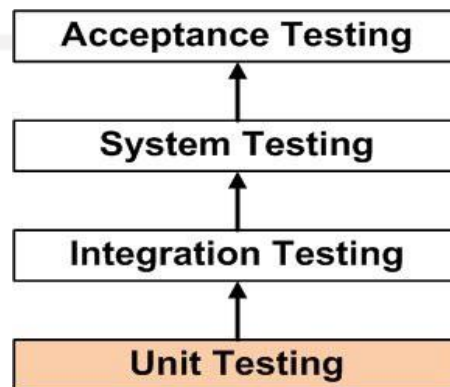 Acceptance Testing
System Testing
Integration Testing
Unit Testing